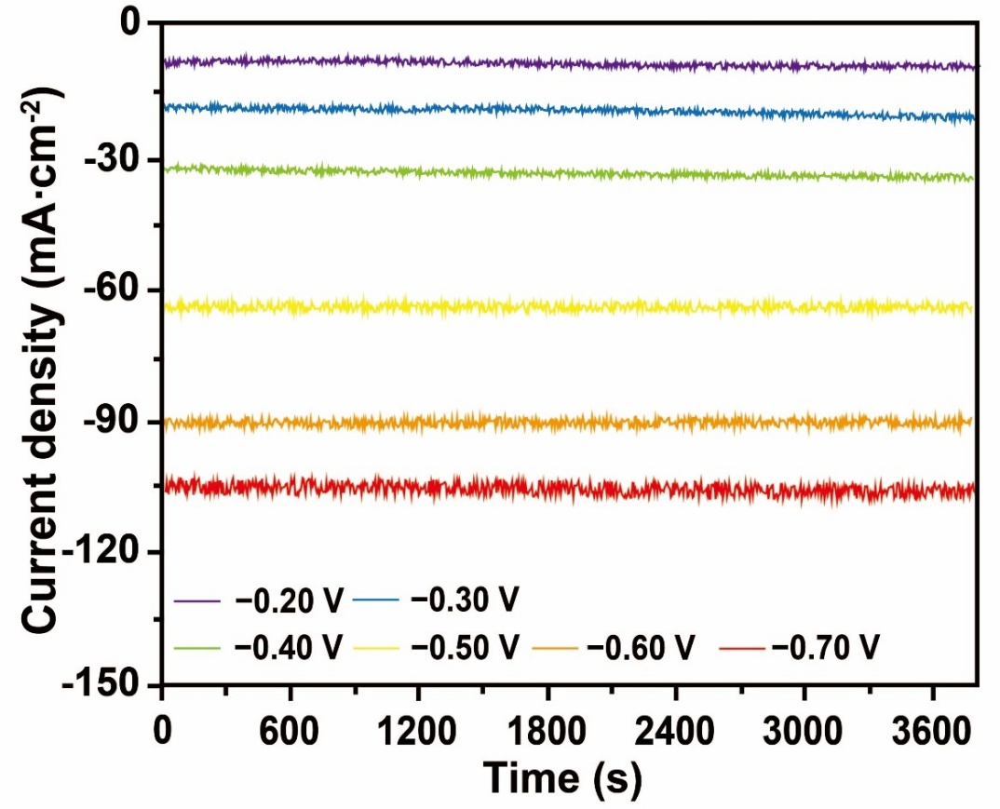 Current density (mA·cm-2)
0
-30
-60
-90
-120
-150
−0.20 V −0.30 V
−0.40 V −0.50 V −0.60 V −0.70 V
0 600 1200 1800 2400 3000 3600
Time (s)